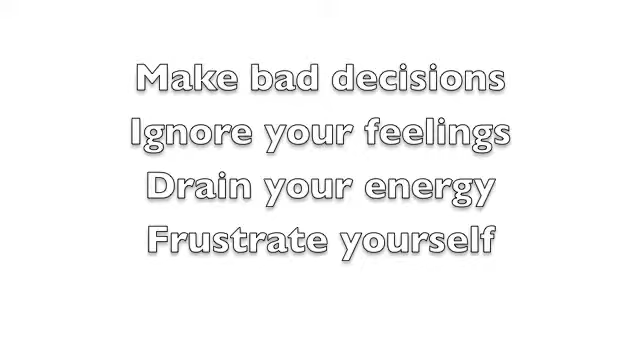 Make bad decisions
Ignore your feelings
Drain your energy
Frustrate yourself